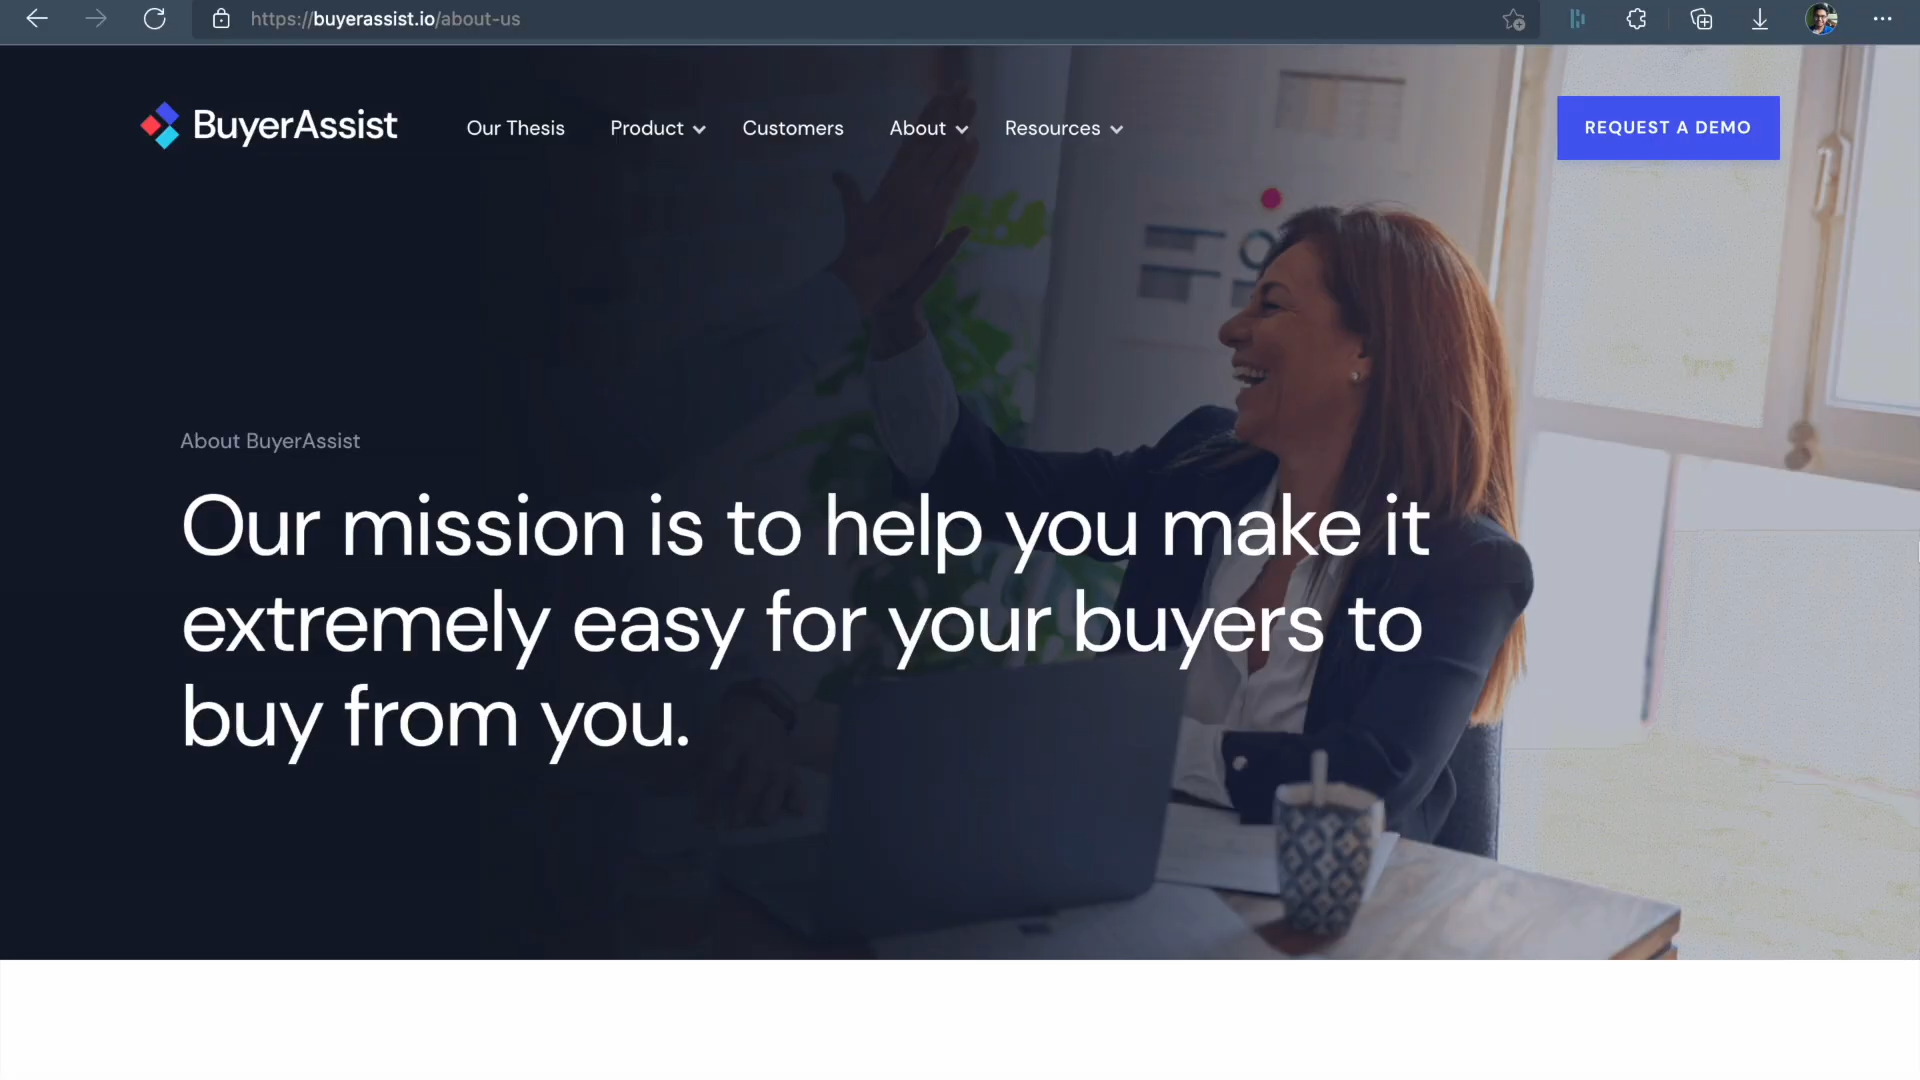 https://buyerassist.io/about-us
BuyerAssist
Our Thesis
Product
Customers
About
Resources
REQUEST A DEMO
About BuyerAssist
Our mission is to help you make it
extremely easy for your buyers to
buy from you.